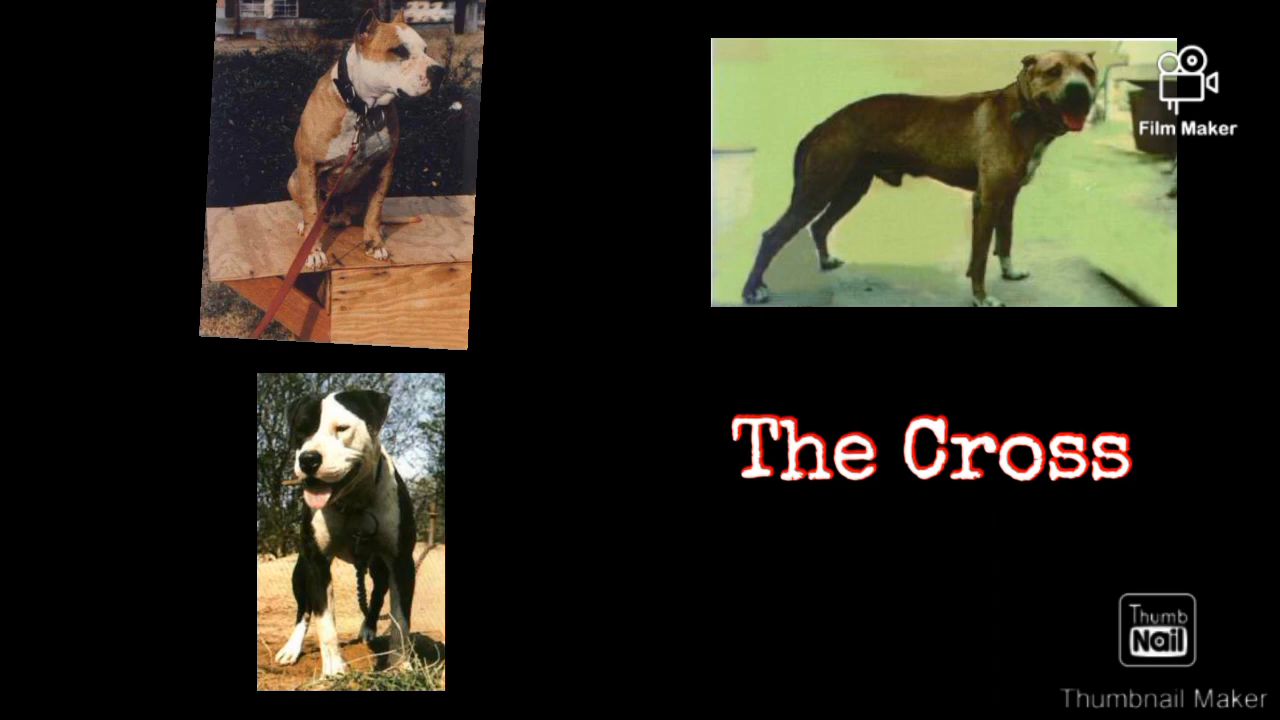 Film Maker
The Cross
Thumb
Nail
Thumbnail Maker